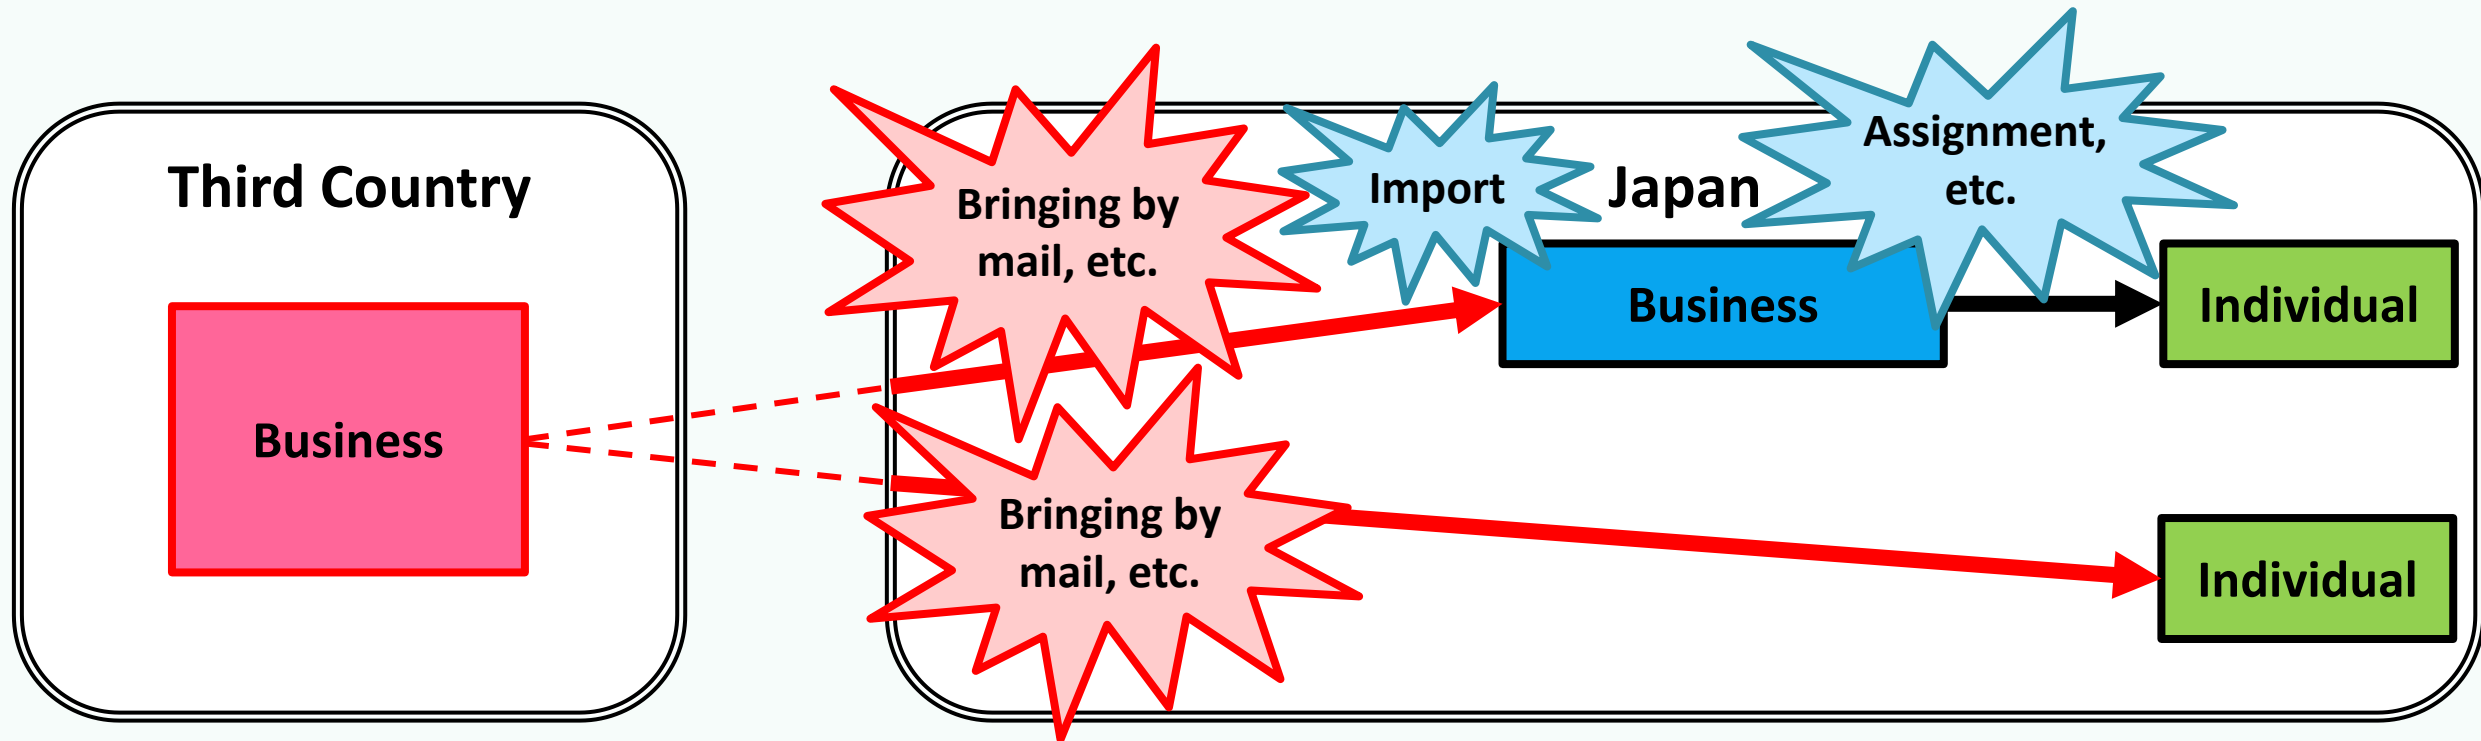 Third Country
Business
Bringing by
mail, etc.
Import
Japan
Assignment,
etc.
Business
Individual
Bringing by
mail, etc.
Individual